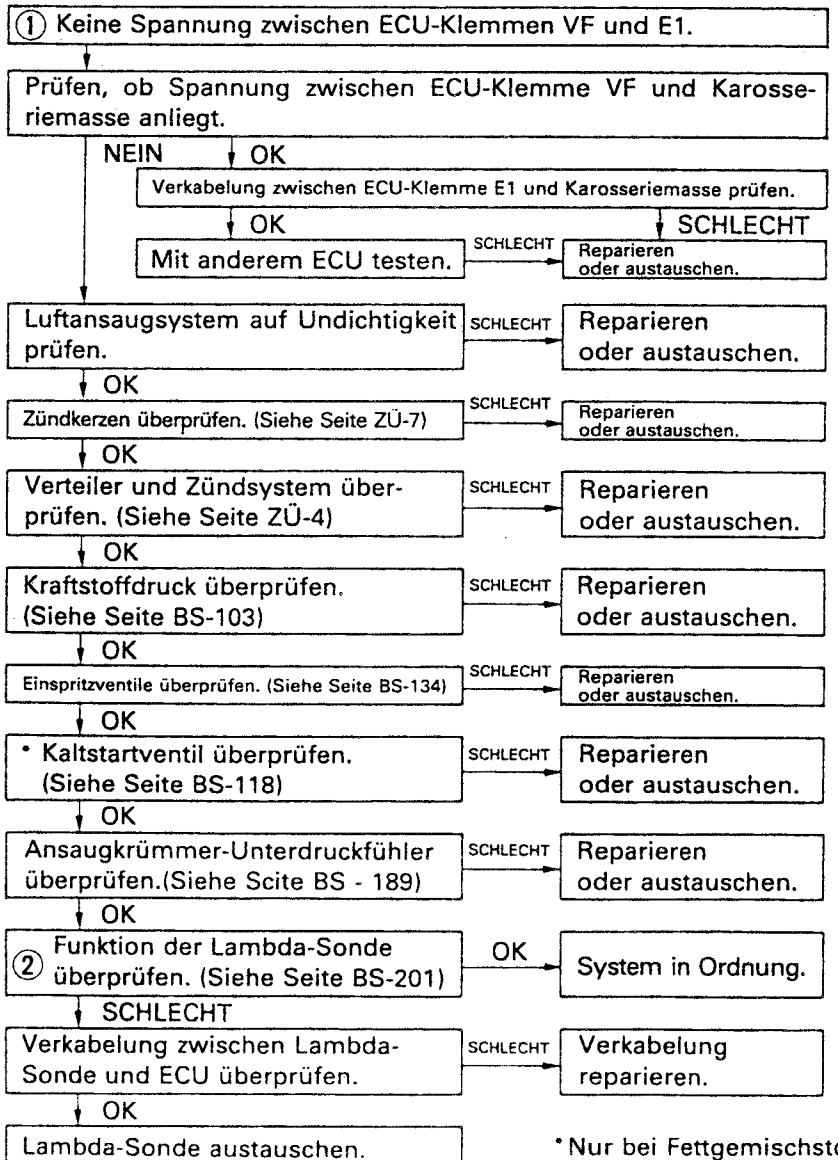 ① Keine Spannung zwischen ECU-Klemmen VF und E1.
Prüfen, ob Spannung zwischen ECU-Klemme VF und Karosse-
riemasse anliegt.
NEIN
OK
Verkabelung zwischen ECU-Klemme E1 und Karosseriemasse prüfen.
OK
SCHLECHT
Mit anderem ECU testen.
SCHLECHT
Reparieren
oder austauschen.
Luftansaugsystem auf Undichtigkeit
prüfen.
SCHLECHT
Reparieren
oder austauschen.
OK
Zündkerzen überprüfen. (Siehe Seite ZÜ-7)
SCHLECHT
Reparieren
oder austauschen.
OK
Verteiler und Zündsystem über-
prüfen. (Siehe Seite ZÜ-4)
SCHLECHT
Reparieren
oder austauschen.
OK
Kraftstoffdruck überprüfen.
(Siehe Seite BS-103)
SCHLECHT
Reparieren
oder austauschen.
OK
Einspritzventile überprüfen. (Siehe Seite BS-134)
SCHLECHT
Reparieren
oder austauschen.
OK
* Kaltstartventil überprüfen.
(Siehe Seite BS-118)
SCHLECHT
Reparieren
oder austauschen.
OK
Ansaugkrümmer-Unterdruckfühler
überprüfen.(Siehe Scite BS - 189)
SCHLECHT
Reparieren
oder austauschen.
OK
② Funktion der Lambda-Sonde
überprüfen. (Siehe Seite BS-201)
OK
System in Ordnung.
SCHLECHT
Verkabelung zwischen Lambda-
Sonde und ECU überprüfen.
SCHLECHT
Verkabelung
reparieren.
OK
Lambda-Sonde austauschen.
*Nur bei